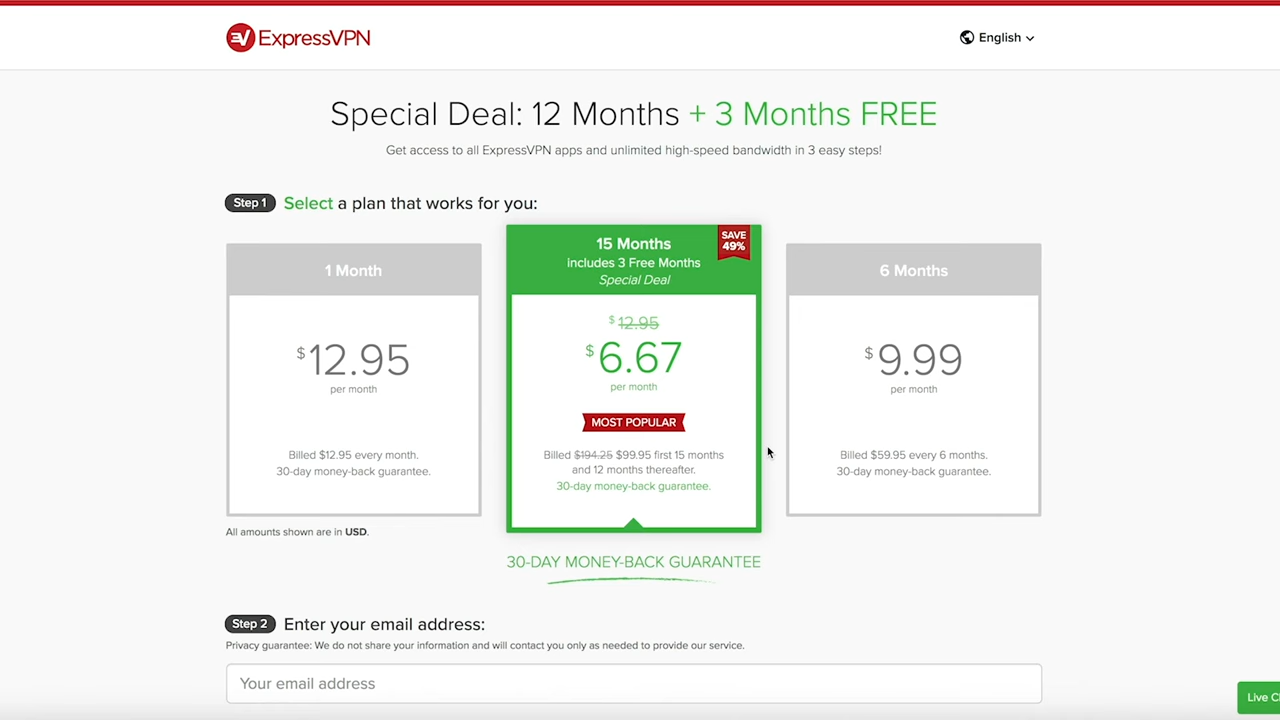 ExpressVPN
English
Special Deal: 12 Months + 3 Months FREE
Get access to all ExpressVPN apps and unlimited high-speed bandwidth in 3 easy steps!
Step 1 Select a plan that works for you:
1 Month
$12.95
per month
Billed $12.95 every month.
30-day money-back guarantee.
15 Months
includes 3 Free Months
Special Deal
SAVE
49%
$12.95
$6.67
per month
MOST POPULAR
Billed $194.25 $99.95 first 15 months
and 12 months thereafter.
30-day money-back guarantee.
6 Months
$9.99
per month
Billed $59.95 every 6 months.
30-day money-back guarantee.
All amounts shown are in USD.
30-DAY MONEY-BACK GUARANTEE
Step 2 Enter your email address:
Privacy guarantee: We do not share your information and will contact you only as needed to provide our service.
Your email address
Live